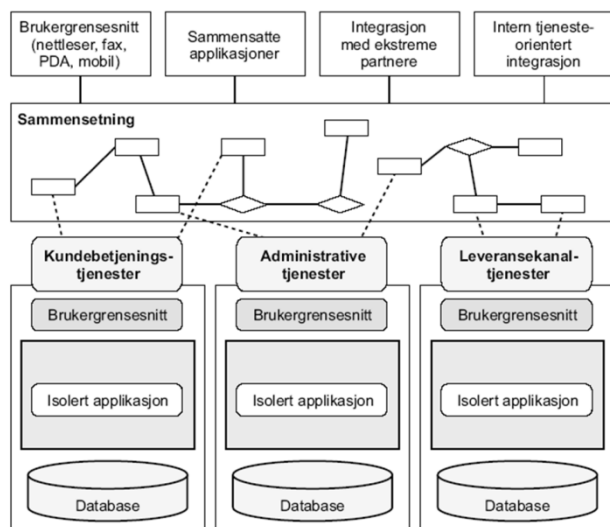 Brukergrensesnitt
(nettleser, fax,
PDA, mobil)
Sammensatte
applikasjoner
Integrasjon
med ekstreme
partnere
Intern tjeneste-
orientert
integrasjon
Sammensetning
Kundebetjenings-
tjenester
Administrative
tjenester
Leveransekanal-
tjenester
Brukergrensesnitt
Brukergrensesnitt
Brukergrensesnitt
Isolert applikasjon
Isolert applikasjon
Isolert applikasjon
Database
Database
Database